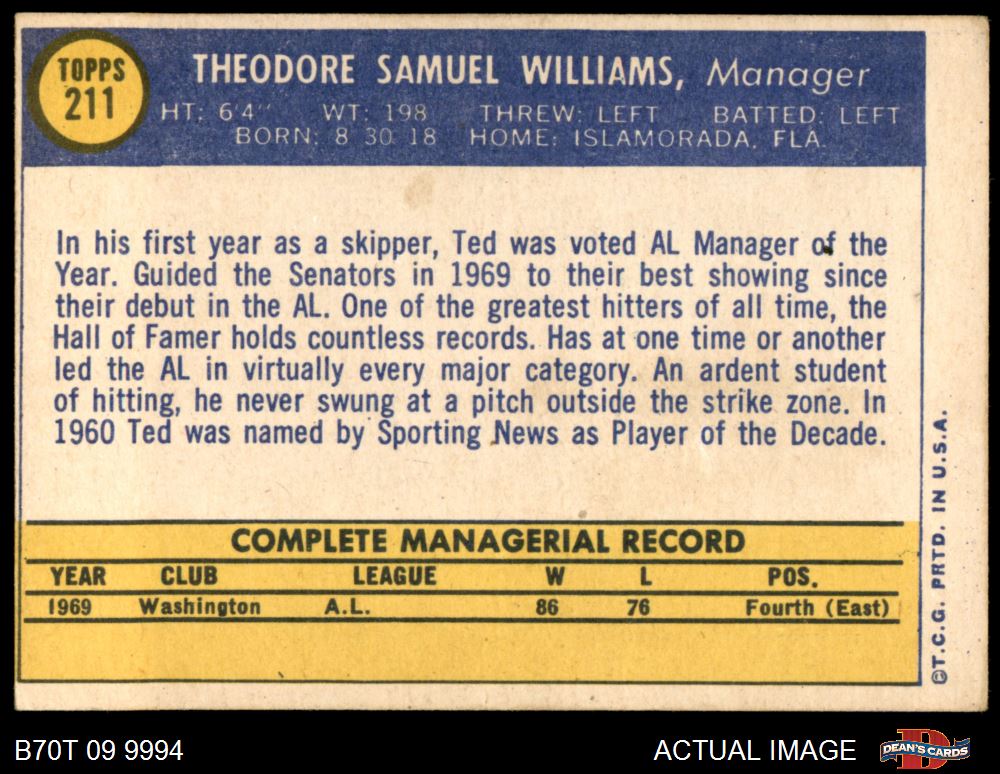 TOPPS
211
THEODORE SAMUEL WILLIAMS, Manager
HT: 6'4" WT: 198 THREW: LEFT BATTED: LEFT
BORN: 8 30 18 HOME: ISLAMORADA, FLA.
In his first year as a skipper, Ted was voted AL Manager of the
Year. Guided the Senators in 1969 to their best showing since
their debut in the AL. One of the greatest hitters of all time, the
Hall of Famer holds countless records. Has at one time or another
led the AL in virtually every major category. An ardent student
of hitting, he never swung at a pitch outside the strike zone. In
1960 Ted was named by Sporting News as Player of the Decade.
COMPLETE MANAGERIAL RECORD
YEAR CLUB LEAGUE W L POS.
1969 Washington A.L. 86 76 Fourth (East)
©T.C.G. PRTD. IN U.S.A.
B70T 09 9994
ACTUAL IMAGE
DEAN'S CARDS